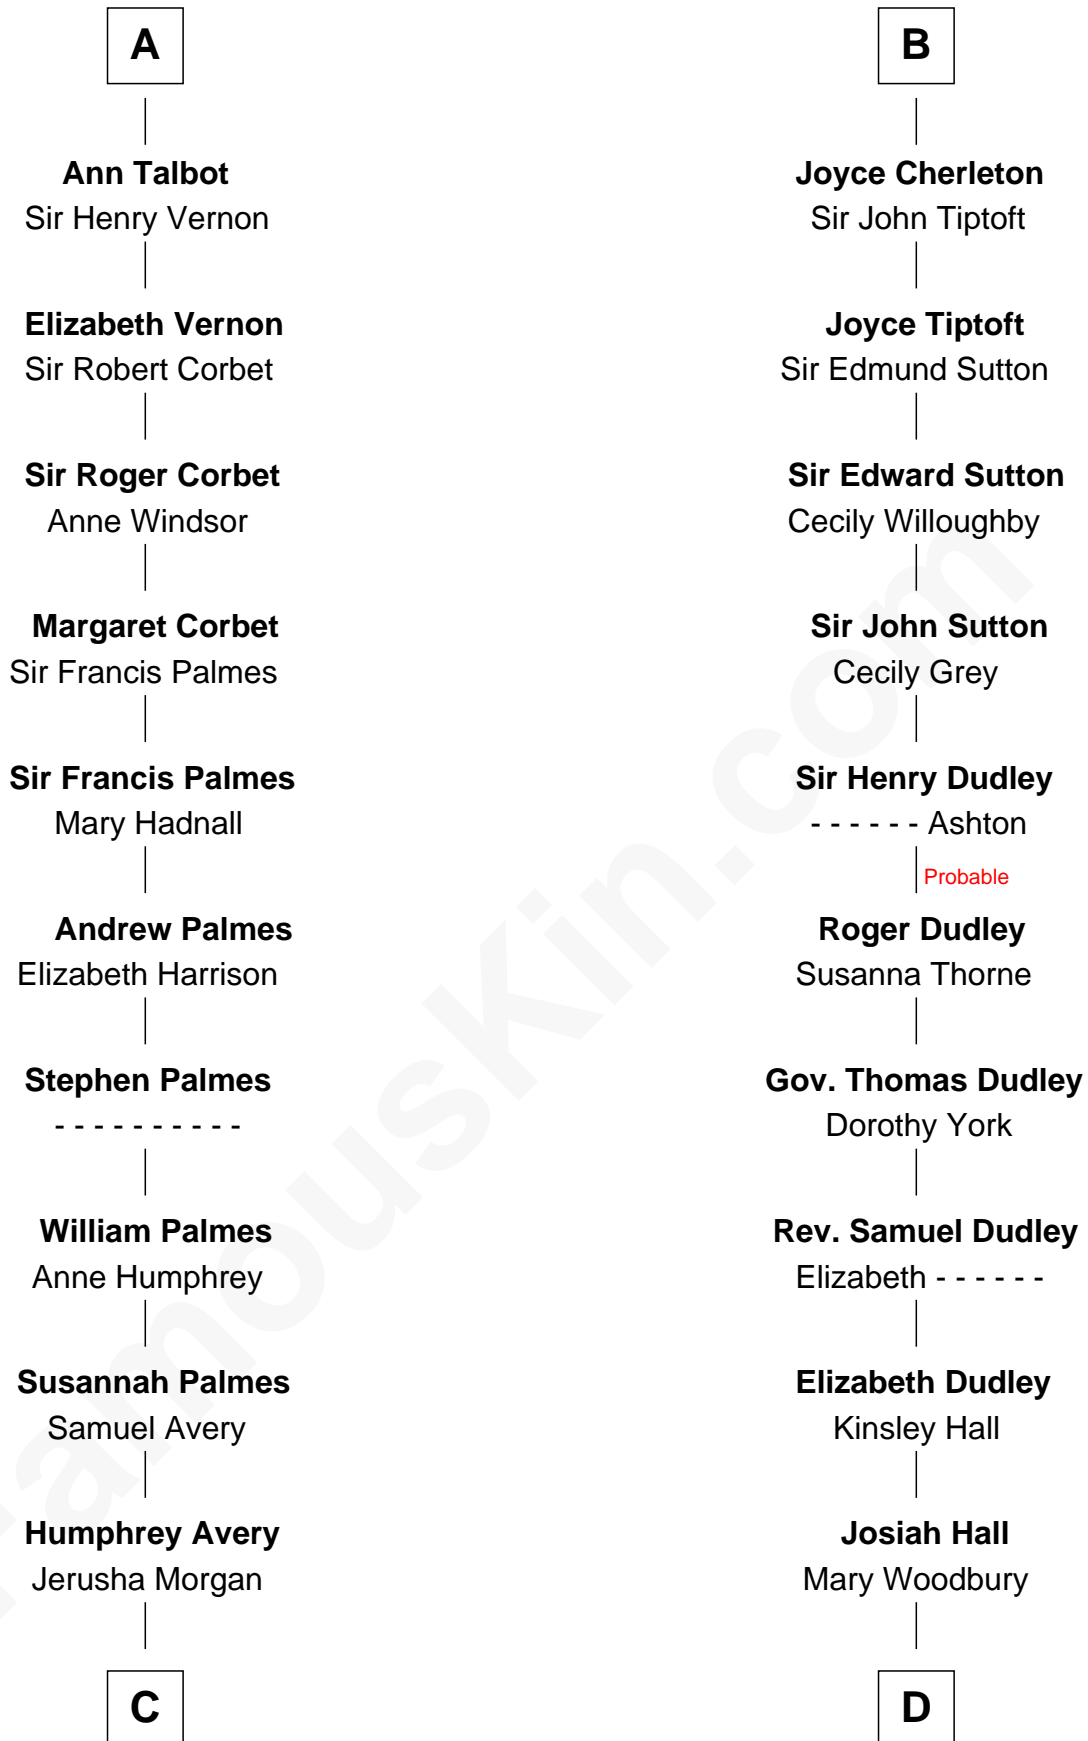 A
Ann Talbot
Sir Henry Vernon
Elizabeth Vernon
Sir Robert Corbet
Sir Roger Corbet
Anne Windsor
Margaret Corbet
Sir Francis Palmes
Sir Francis Palmes
Mary Hadnall
Andrew Palmes
Elizabeth Harrison
Stephen Palmes
- - - - - - - - - -
William Palmes
Anne Humphrey
Susannah Palmes
Samuel Avery
Humphrey Avery
Jerusha Morgan
C
B
Joyce Cherleton
Sir John Tiptoft
Joyce Tiptoft
Sir Edmund Sutton
Sir Edward Sutton
Cecily Willoughby
Sir John Sutton
Cecily Grey
Sir Henry Dudley
- - - - - - Ashton
Probable
Roger Dudley
Susanna Thorne
Gov. Thomas Dudley
Dorothy York
Rev. Samuel Dudley
Elizabeth - - - - - -
Elizabeth Dudley
Kinsley Hall
Josiah Hall
Mary Woodbury
D
FamousKin.com